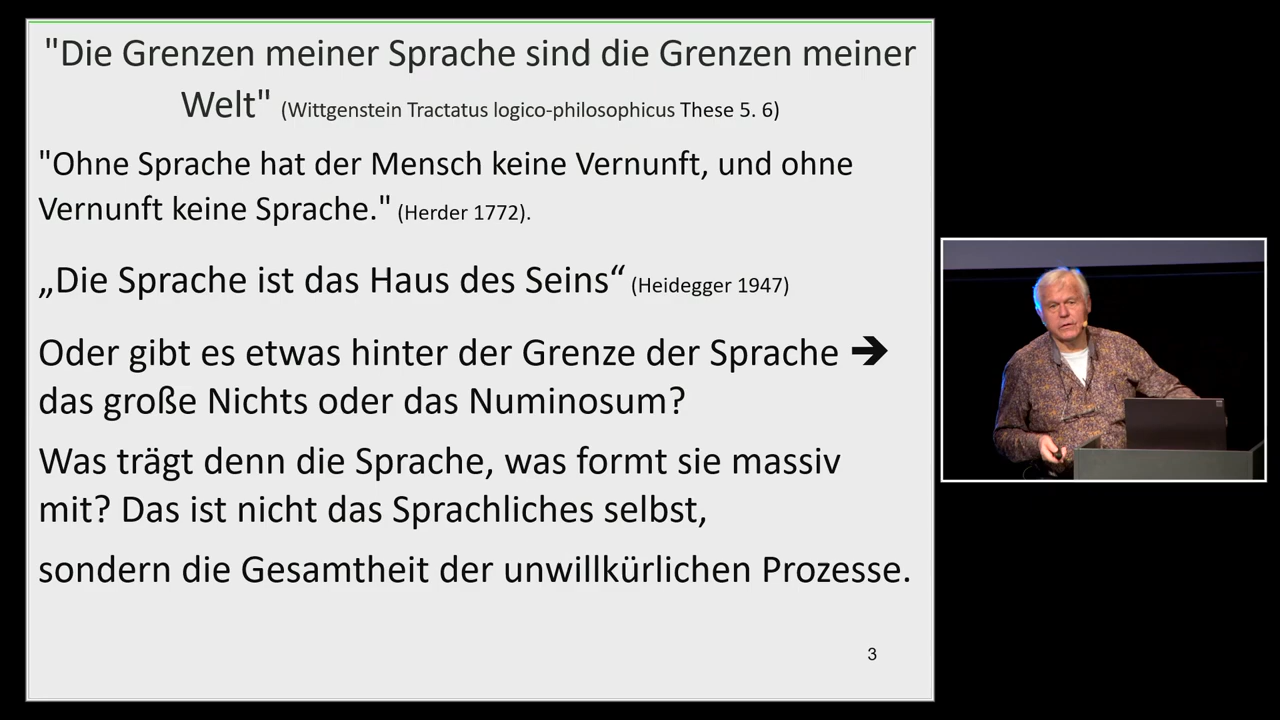 "Die Grenzen meiner Sprache sind die Grenzen meiner
Welt" (Wittgenstein Tractatus logico-philosophicus These 5. 6)
"Ohne Sprache hat der Mensch keine Vernunft, und ohne
Vernunft keine Sprache." (Herder 1772).
„Die Sprache ist das Haus des Seins“ (Heidegger 1947)
Oder gibt es etwas hinter der Grenze der Sprache ➔
das große Nichts oder das Numinosum?
Was trägt denn die Sprache, was formt sie massiv
mit? Das ist nicht das Sprachliches selbst,
sondern die Gesamtheit der unwillkürlichen Prozesse.
3